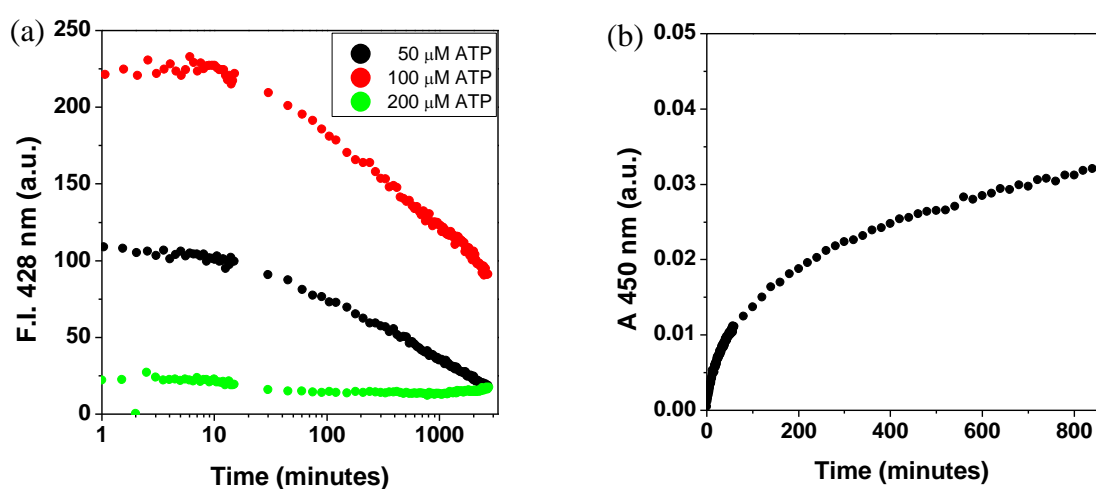 (a)
250
200
150
100
50
0
F.I. 428 nm (a.u.)
50 μM ATP
100 μM ATP
200 μM ATP
1 10 100 1000
Time (minutes)
(b)
0.05
0.04
0.03
0.02
0.01
0.00
A 450 nm (a.u.)
0 200 400 600 800
Time (minutes)